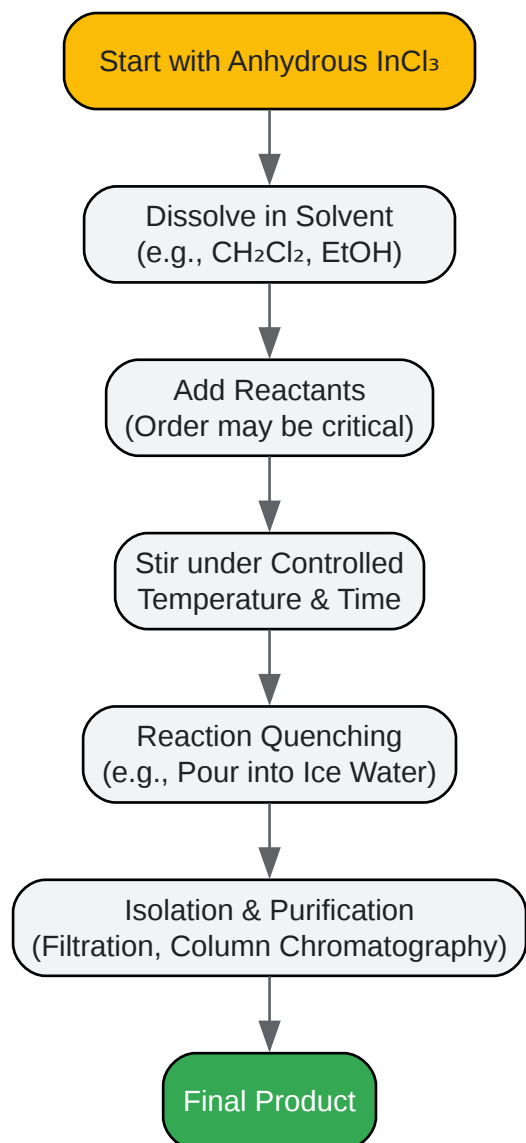 Start with Anhydrous InCl₃
Dissolve in Solvent
(e.g., CH₂Cl₂, EtOH)
Add Reactants
(Order may be critical)
Stir under Controlled
Temperature & Time
Reaction Quenching
(e.g., Pour into Ice Water)
Isolation & Purification
(Filtration, Column Chromatography)
Final Product